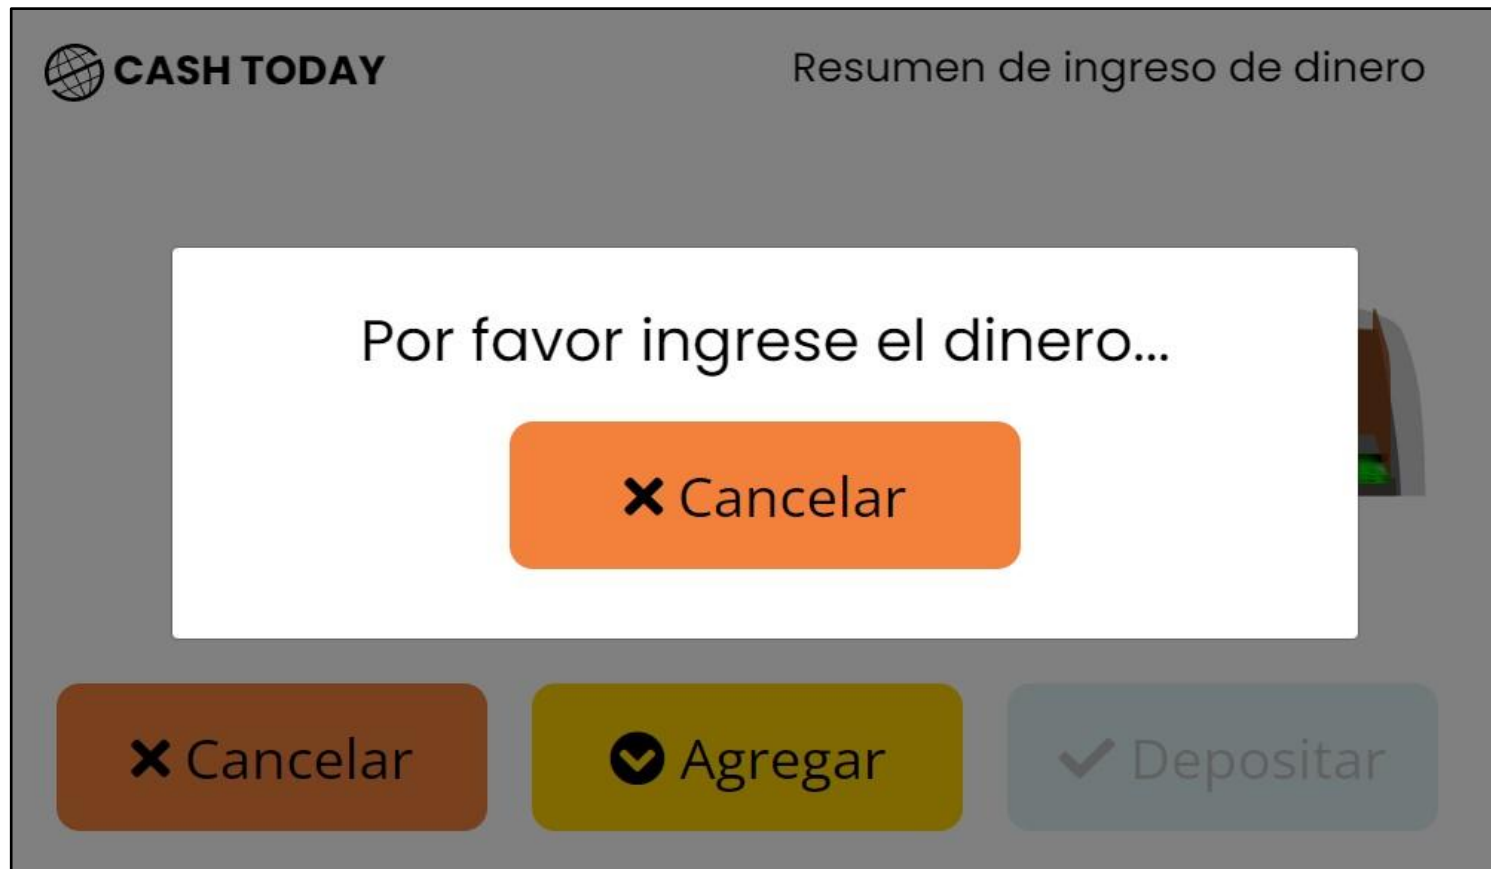 CASH TODAY
Resumen de ingreso de dinero
Por favor ingrese el dinero...
Cancelar
Cancelar
Agregar
Depositar